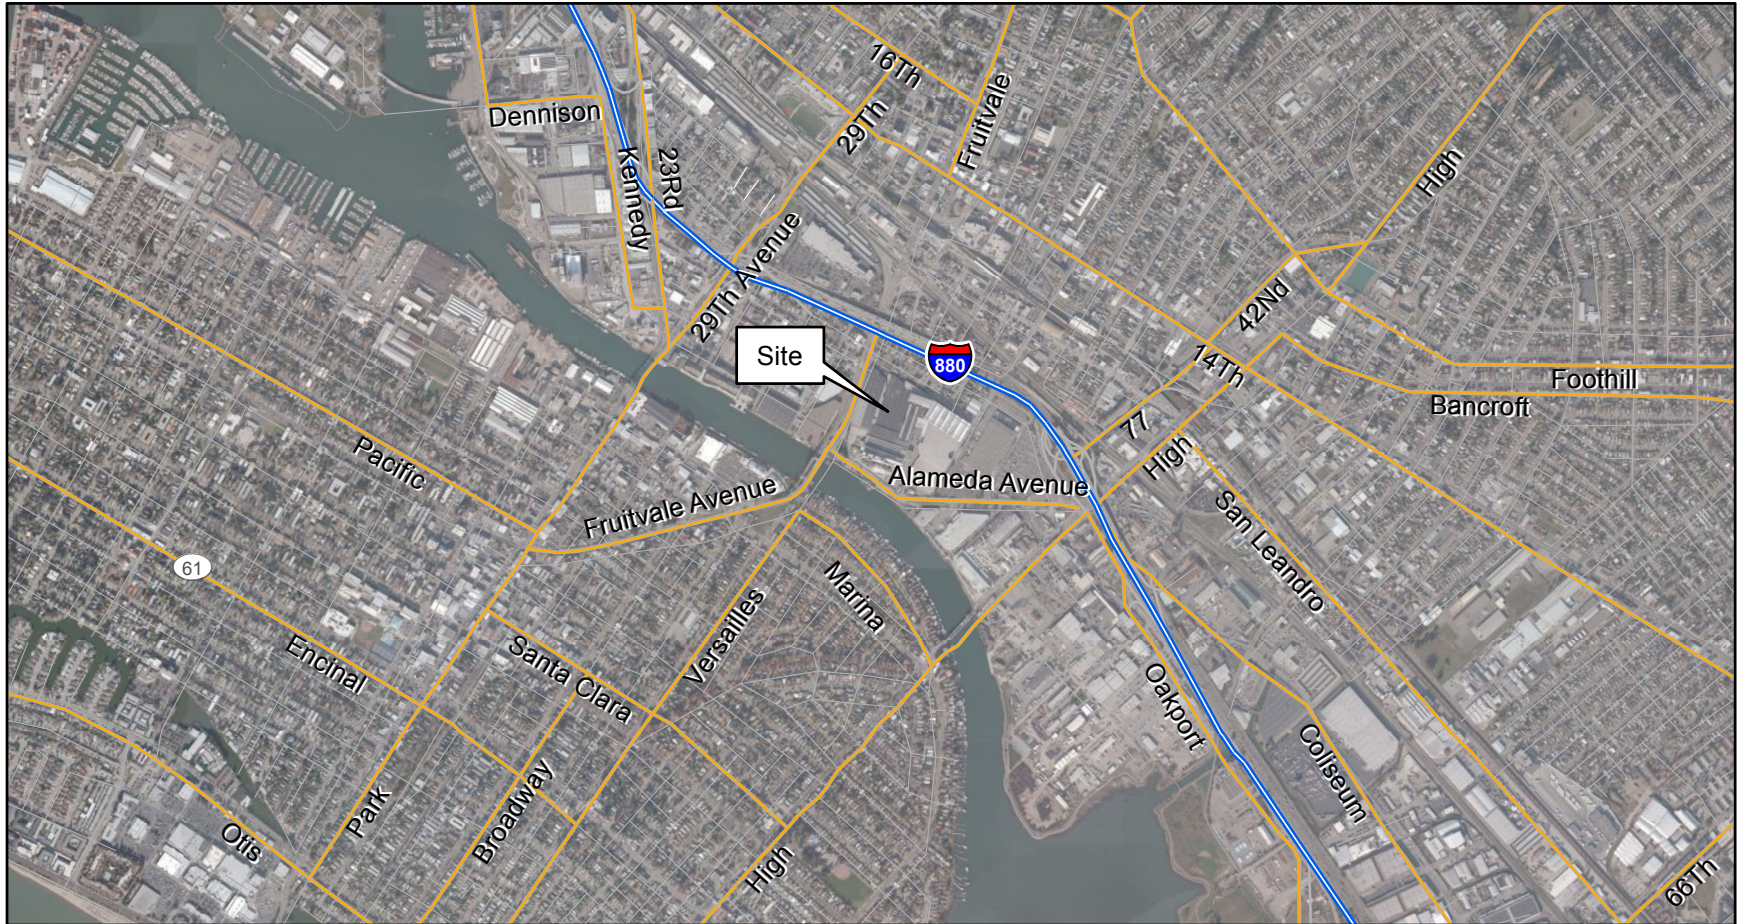 16Th
Dennison
29Th
Fruitvale
Kennedy
23Rd
High
29Th Avenue
42Nd
Site
880
14Th
Foothill
Bancroft
77
High
Pacific
Alameda Avenue
Fruitvale Avenue
San Leandro
61
Marina
Versailles
Encinal
Santa Clara
Oakport
Coliseum
Park
Broadway
Otis
High
66Th